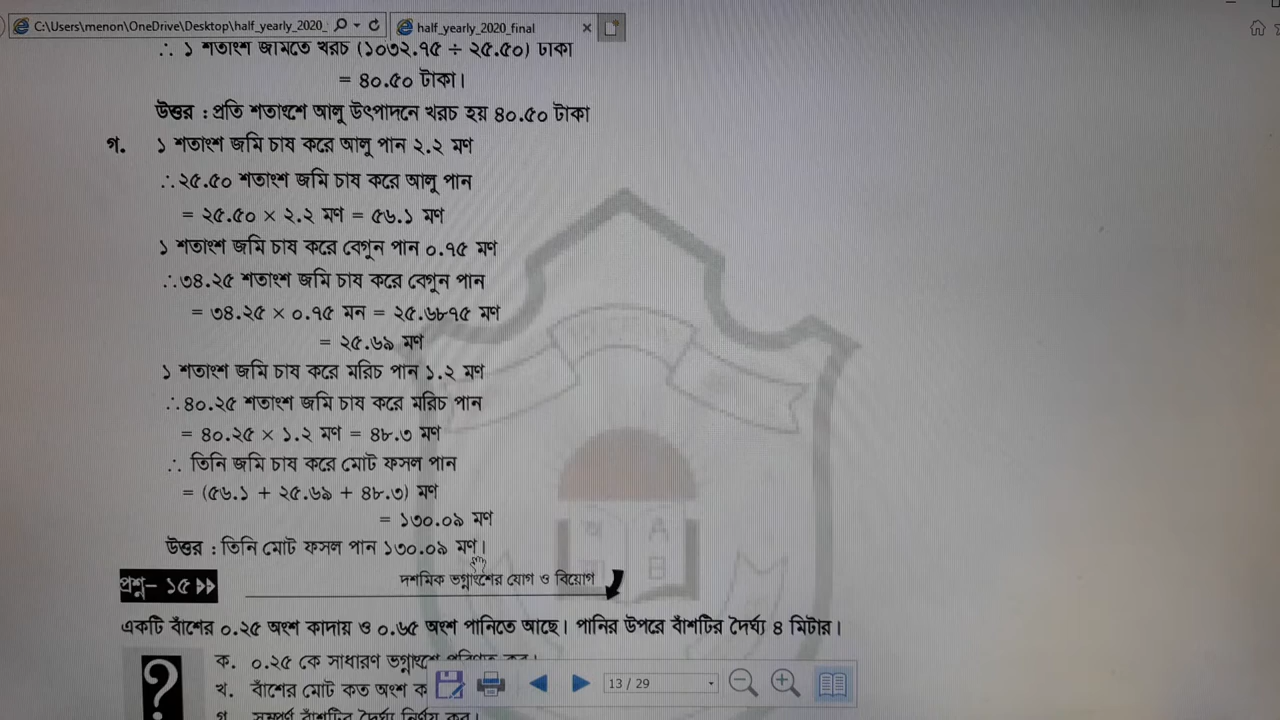 C:\Users\menon\OneDrive\Desktop\half_yearly_2020_
half_yearly_2020_final
∴ ১ শতাংশ জমিতে খরচ (১০৩২.৭৫ ÷ ২৫.৫০) টাকা
= ৪০.৫০ টাকা।
উত্তর : প্রতি শতাংশে আলু উৎপাদনে খরচ হয় ৪০.৫০ টাকা
গ. ১ শতাংশ জমি চাষ করে আলু পান ২.২ মণ
∴ ২৫.৫০ শতাংশ জমি চাষ করে আলু পান
= ২৫.৫০ × ২.২ মণ = ৫৬.১ মণ
১ শতাংশ জমি চাষ করে বেগুন পান ০.৭৫ মণ
∴ ৩৪.২৫ শতাংশ জমি চাষ করে বেগুন পান
= ৩৪.২৫ × ০.৭৫ মন = ২৫.৬৮৭৫ মণ
= ২৫.৬৯ মণ
১ শতাংশ জমি চাষ করে মরিচ পান ১.২ মণ
∴ ৪০.২৫ শতাংশ জমি চাষ করে মরিচ পান
= ৪০.২৫ × ১.২ মণ = ৪৮.৩ মণ
∴ তিনি জমি চাষ করে মোট ফসল পান
= (৫৬.১ + ২৫.৬৯ + ৪৮.৩) মণ
= ১৩০.০৯ মণ
উত্তর : তিনি মোট ফসল পান ১৩০.০৯ মণ।
প্রশ্ন- ১৫
দশমিক ভগ্নাংশের যোগ ও বিয়োগ
একটি বাঁশের ০.২৫ অংশ কাদায় ও ০.৬৫ অংশ পানিতে আছে। পানির উপরে বাঁশটির দৈর্ঘ্য ৪ মিটার।
?
ক. ০.২৫ কে সাধারণ ভগ্নাংশে পরিণত কর।
খ. বাঁশের মোট কত অংশ ক
গ. সম্পূর্ণ বাঁশটির দৈর্ঘ্য নির্ণয় কর।
13 / 29
A
B